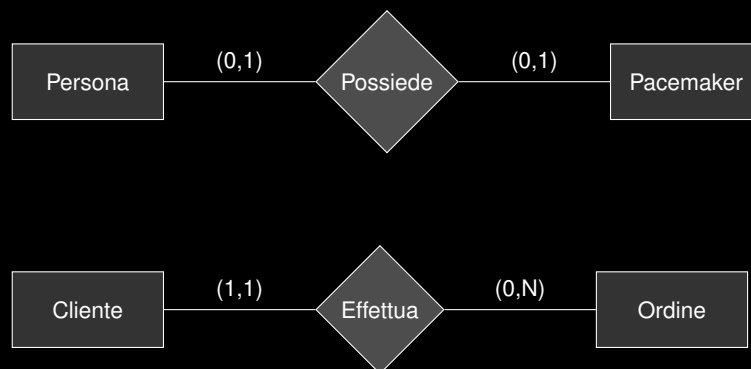 (0,1) (0,1)
Persona Possiede Pacemaker
(1,1) (0,N)
Cliente Effettua Ordine